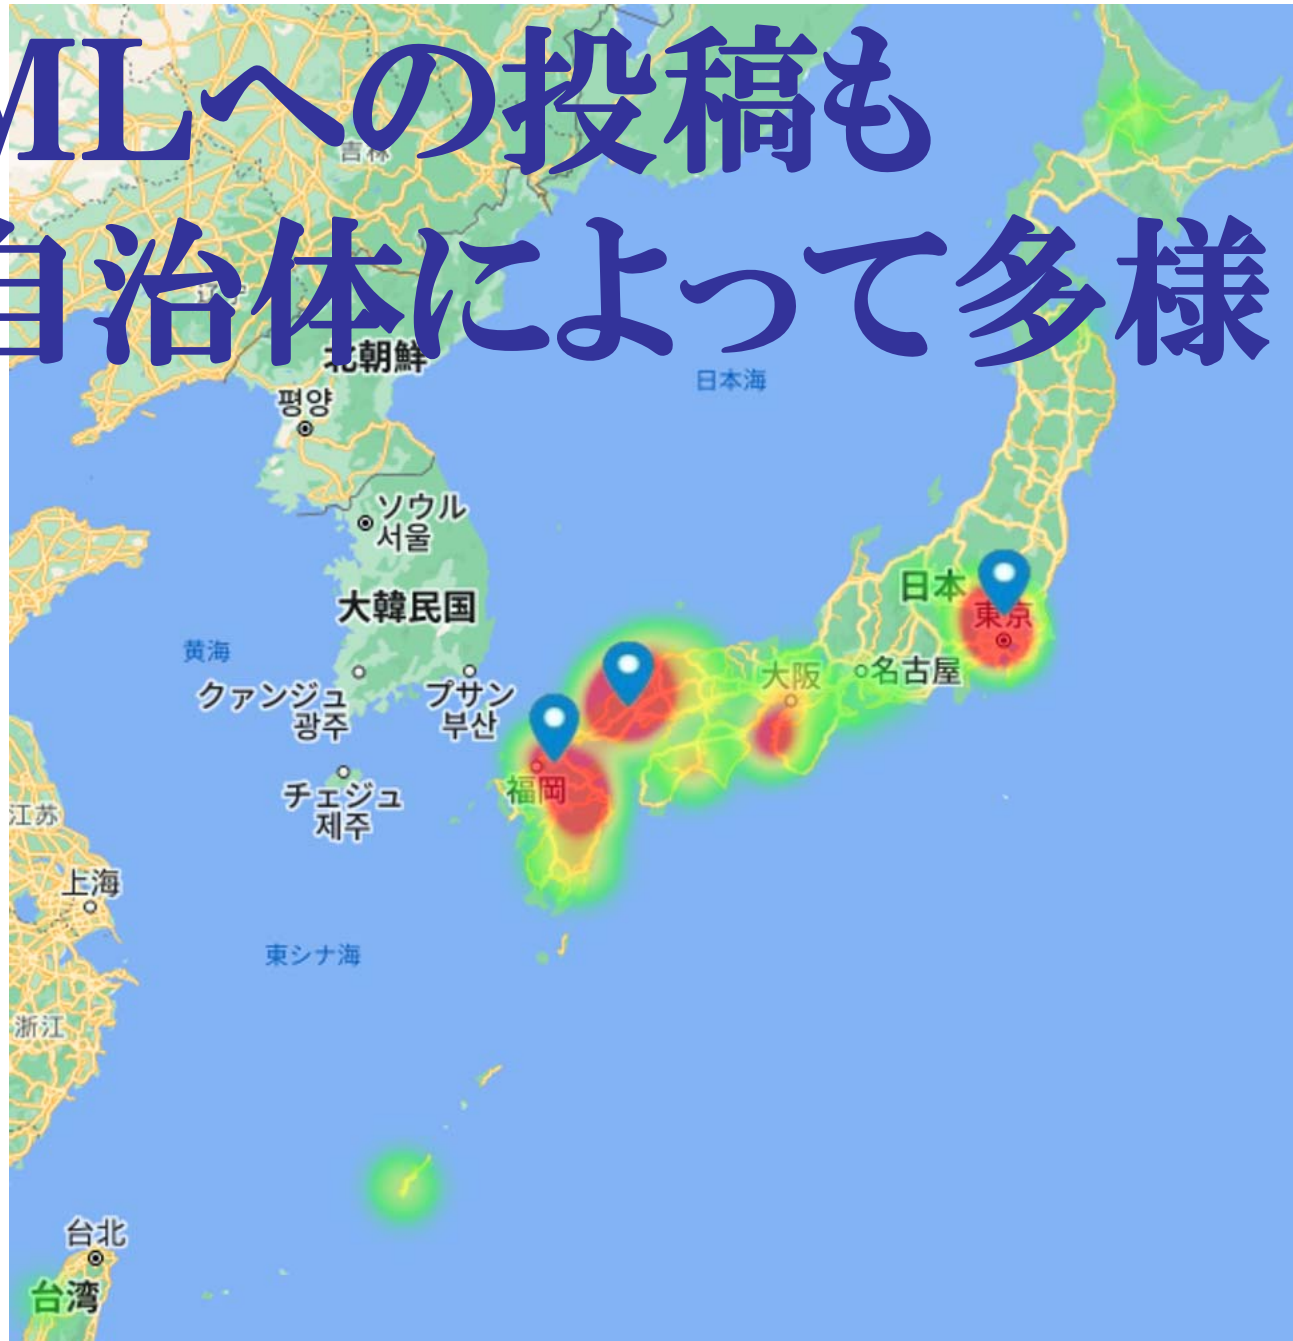 MLへの投稿も
吉林
自治体によって多様
辽宁
北朝鮮
日本海
평양
ソウル
서울
日本
大韓民国
東京
黄海
大阪
名古屋
クァンジュ
광주
プサン
부산
福岡
チェジュ
제주
江苏
上海
東シナ海
浙江
台北
台湾